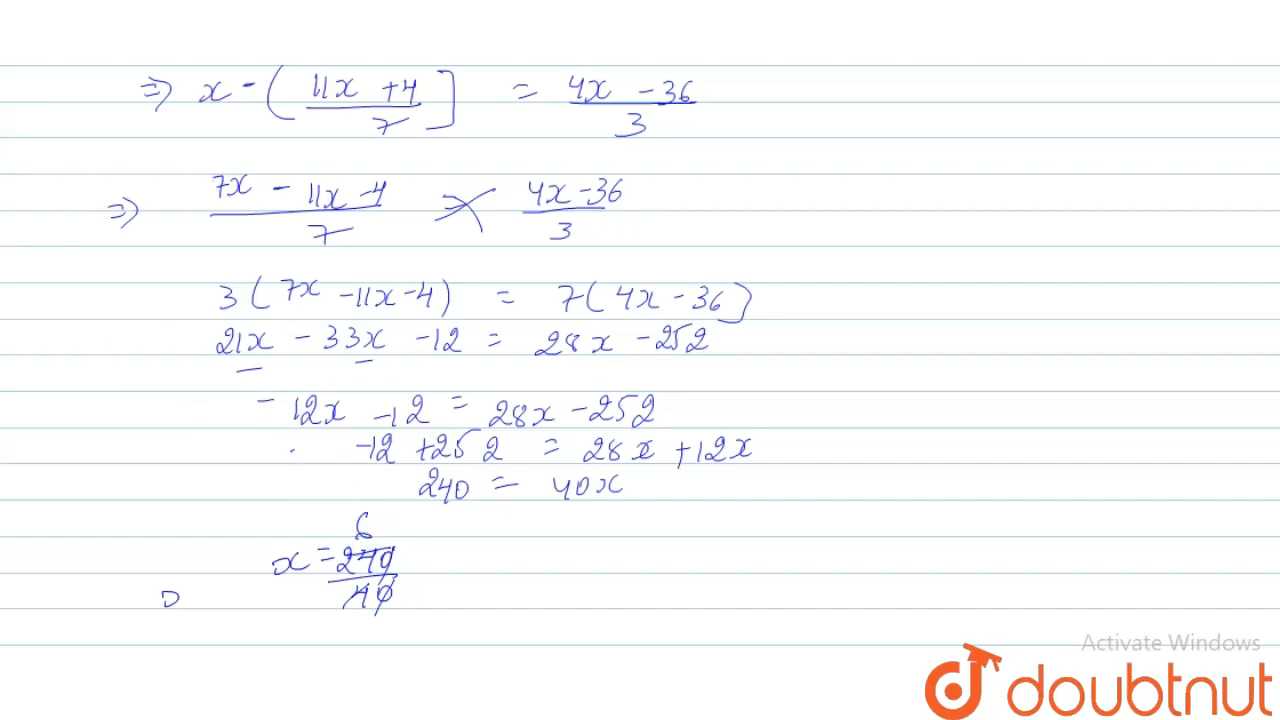 ⇒ x - ( 11x + 4 / 7 ] = 4x - 36 / 3
⇒ 7x - 11x - 4 / 7 = 4x - 36 / 3
3 ( 7x - 11x - 4 ) = 7 ( 4x - 36 ]
21x - 33x - 12 = 28x - 252
- 12x - 12 = 28x - 252
-12 + 252 = 28x + 12x
240 = 40x
6
x = 240 / 40
Activate Windows
doubtnut